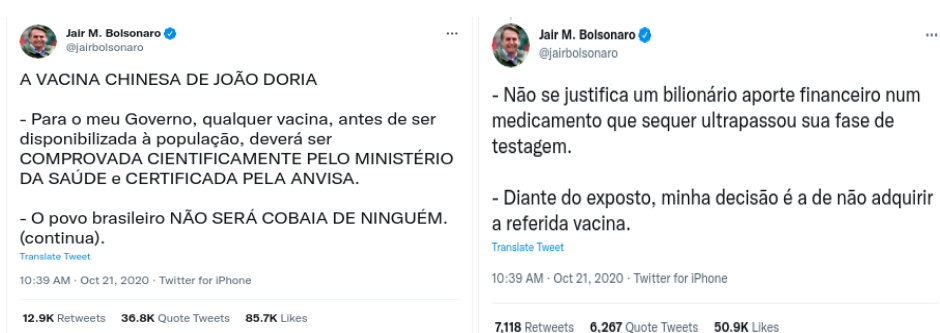 Jair M. Bolsonaro
@jairbolsonaro
...
A VACINA CHINESA DE JOÃO DORIA
- Para o meu Governo, qualquer vacina, antes de ser
disponibilizada à população, deverá ser
COMPROVADA CIENTIFICAMENTE PELO MINISTÉRIO
DA SAÚDE e CERTIFICADA PELA ANVISA.
- O povo brasileiro NÃO SERÁ COBAIA DE NINGUÉM.
(continua).
Translate Tweet
10:39 AM · Oct 21, 2020 · Twitter for iPhone
12.9K Retweets 36.8K Quote Tweets 85.7K Likes
Jair M. Bolsonaro
@jairbolsonaro
...
- Não se justifica um bilionário aporte financeiro num
medicamento que sequer ultrapassou sua fase de
testagem.
- Diante do exposto, minha decisão é a de não adquirir
a referida vacina.
Translate Tweet
10:39 AM · Oct 21, 2020 · Twitter for iPhone
7,118 Retweets 6,267 Quote Tweets 50.9K Likes